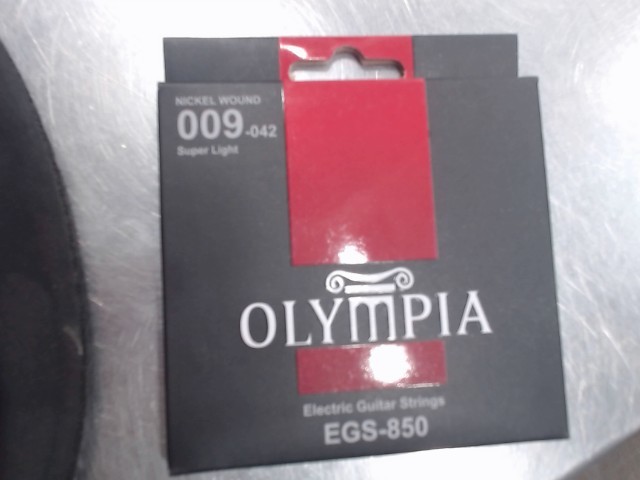 NICKEL WOUND
009-042
Super Light
OLYMPIA
Electric Guitar Strings
EGS-850